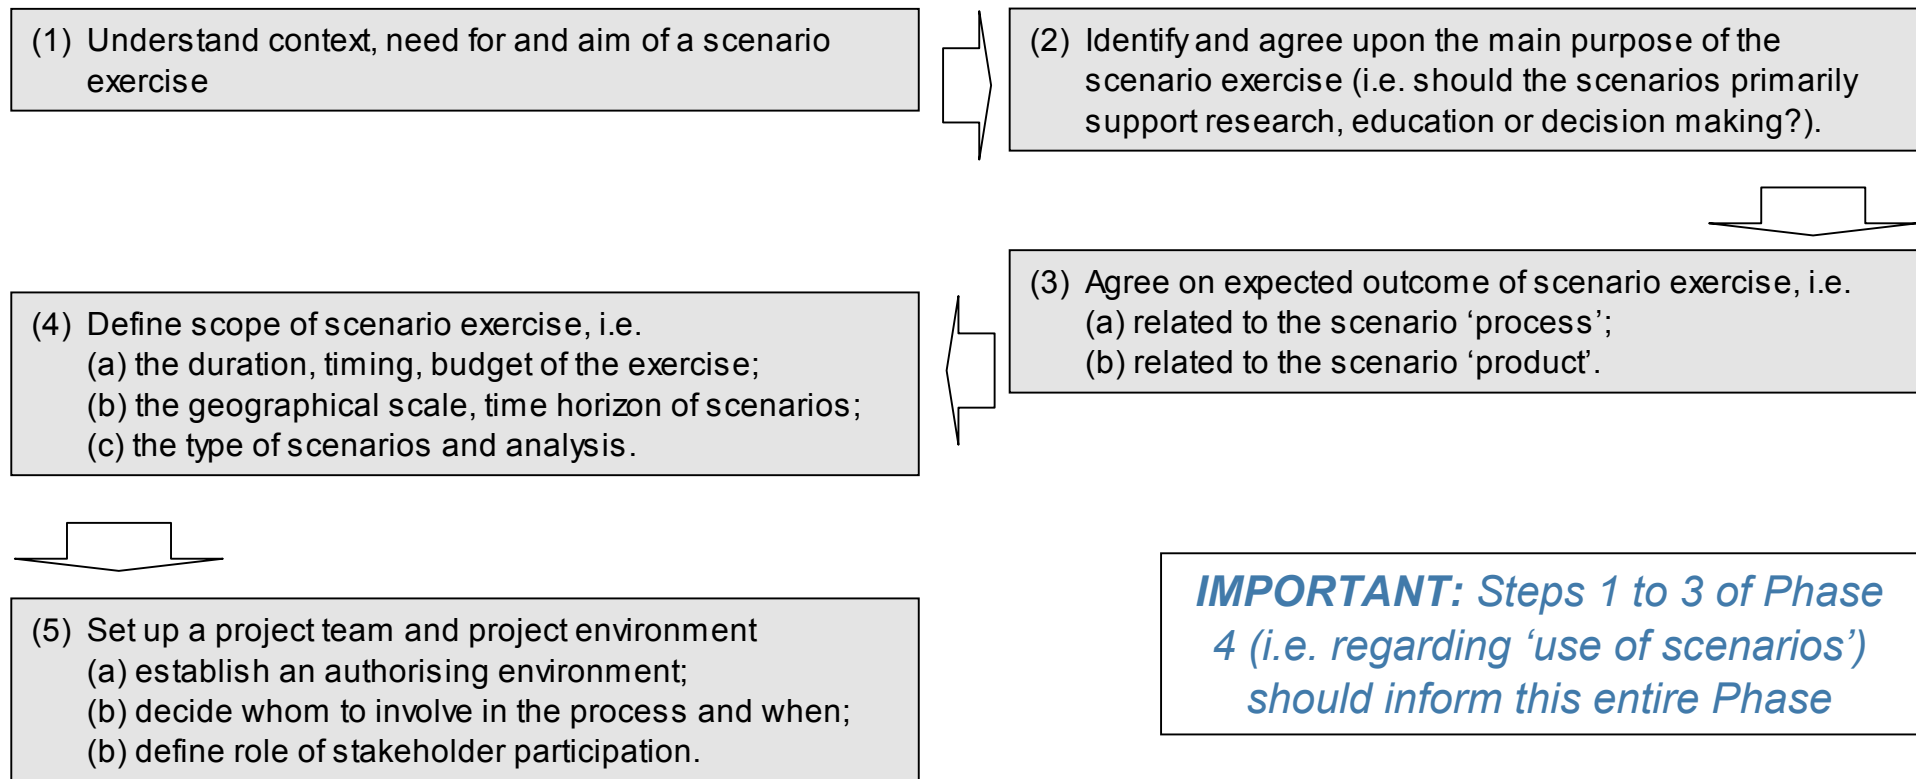 (1) Understand context, need for and aim of a scenario
exercise
(2) Identify and agree upon the main purpose of the
scenario exercise (i.e. should the scenarios primarily
support research, education or decision making?).
(3) Agree on expected outcome of scenario exercise, i.e.
(a) related to the scenario ‘process’;
(b) related to the scenario ‘product’.
(4) Define scope of scenario exercise, i.e.
(a) the duration, timing, budget of the exercise;
(b) the geographical scale, time horizon of scenarios;
(c) the type of scenarios and analysis.
(5) Set up a project team and project environment
(a) establish an authorising environment;
(b) decide whom to involve in the process and when;
(b) define role of stakeholder participation.
IMPORTANT: Steps 1 to 3 of Phase
4 (i.e. regarding ‘use of scenarios’)
should inform this entire Phase